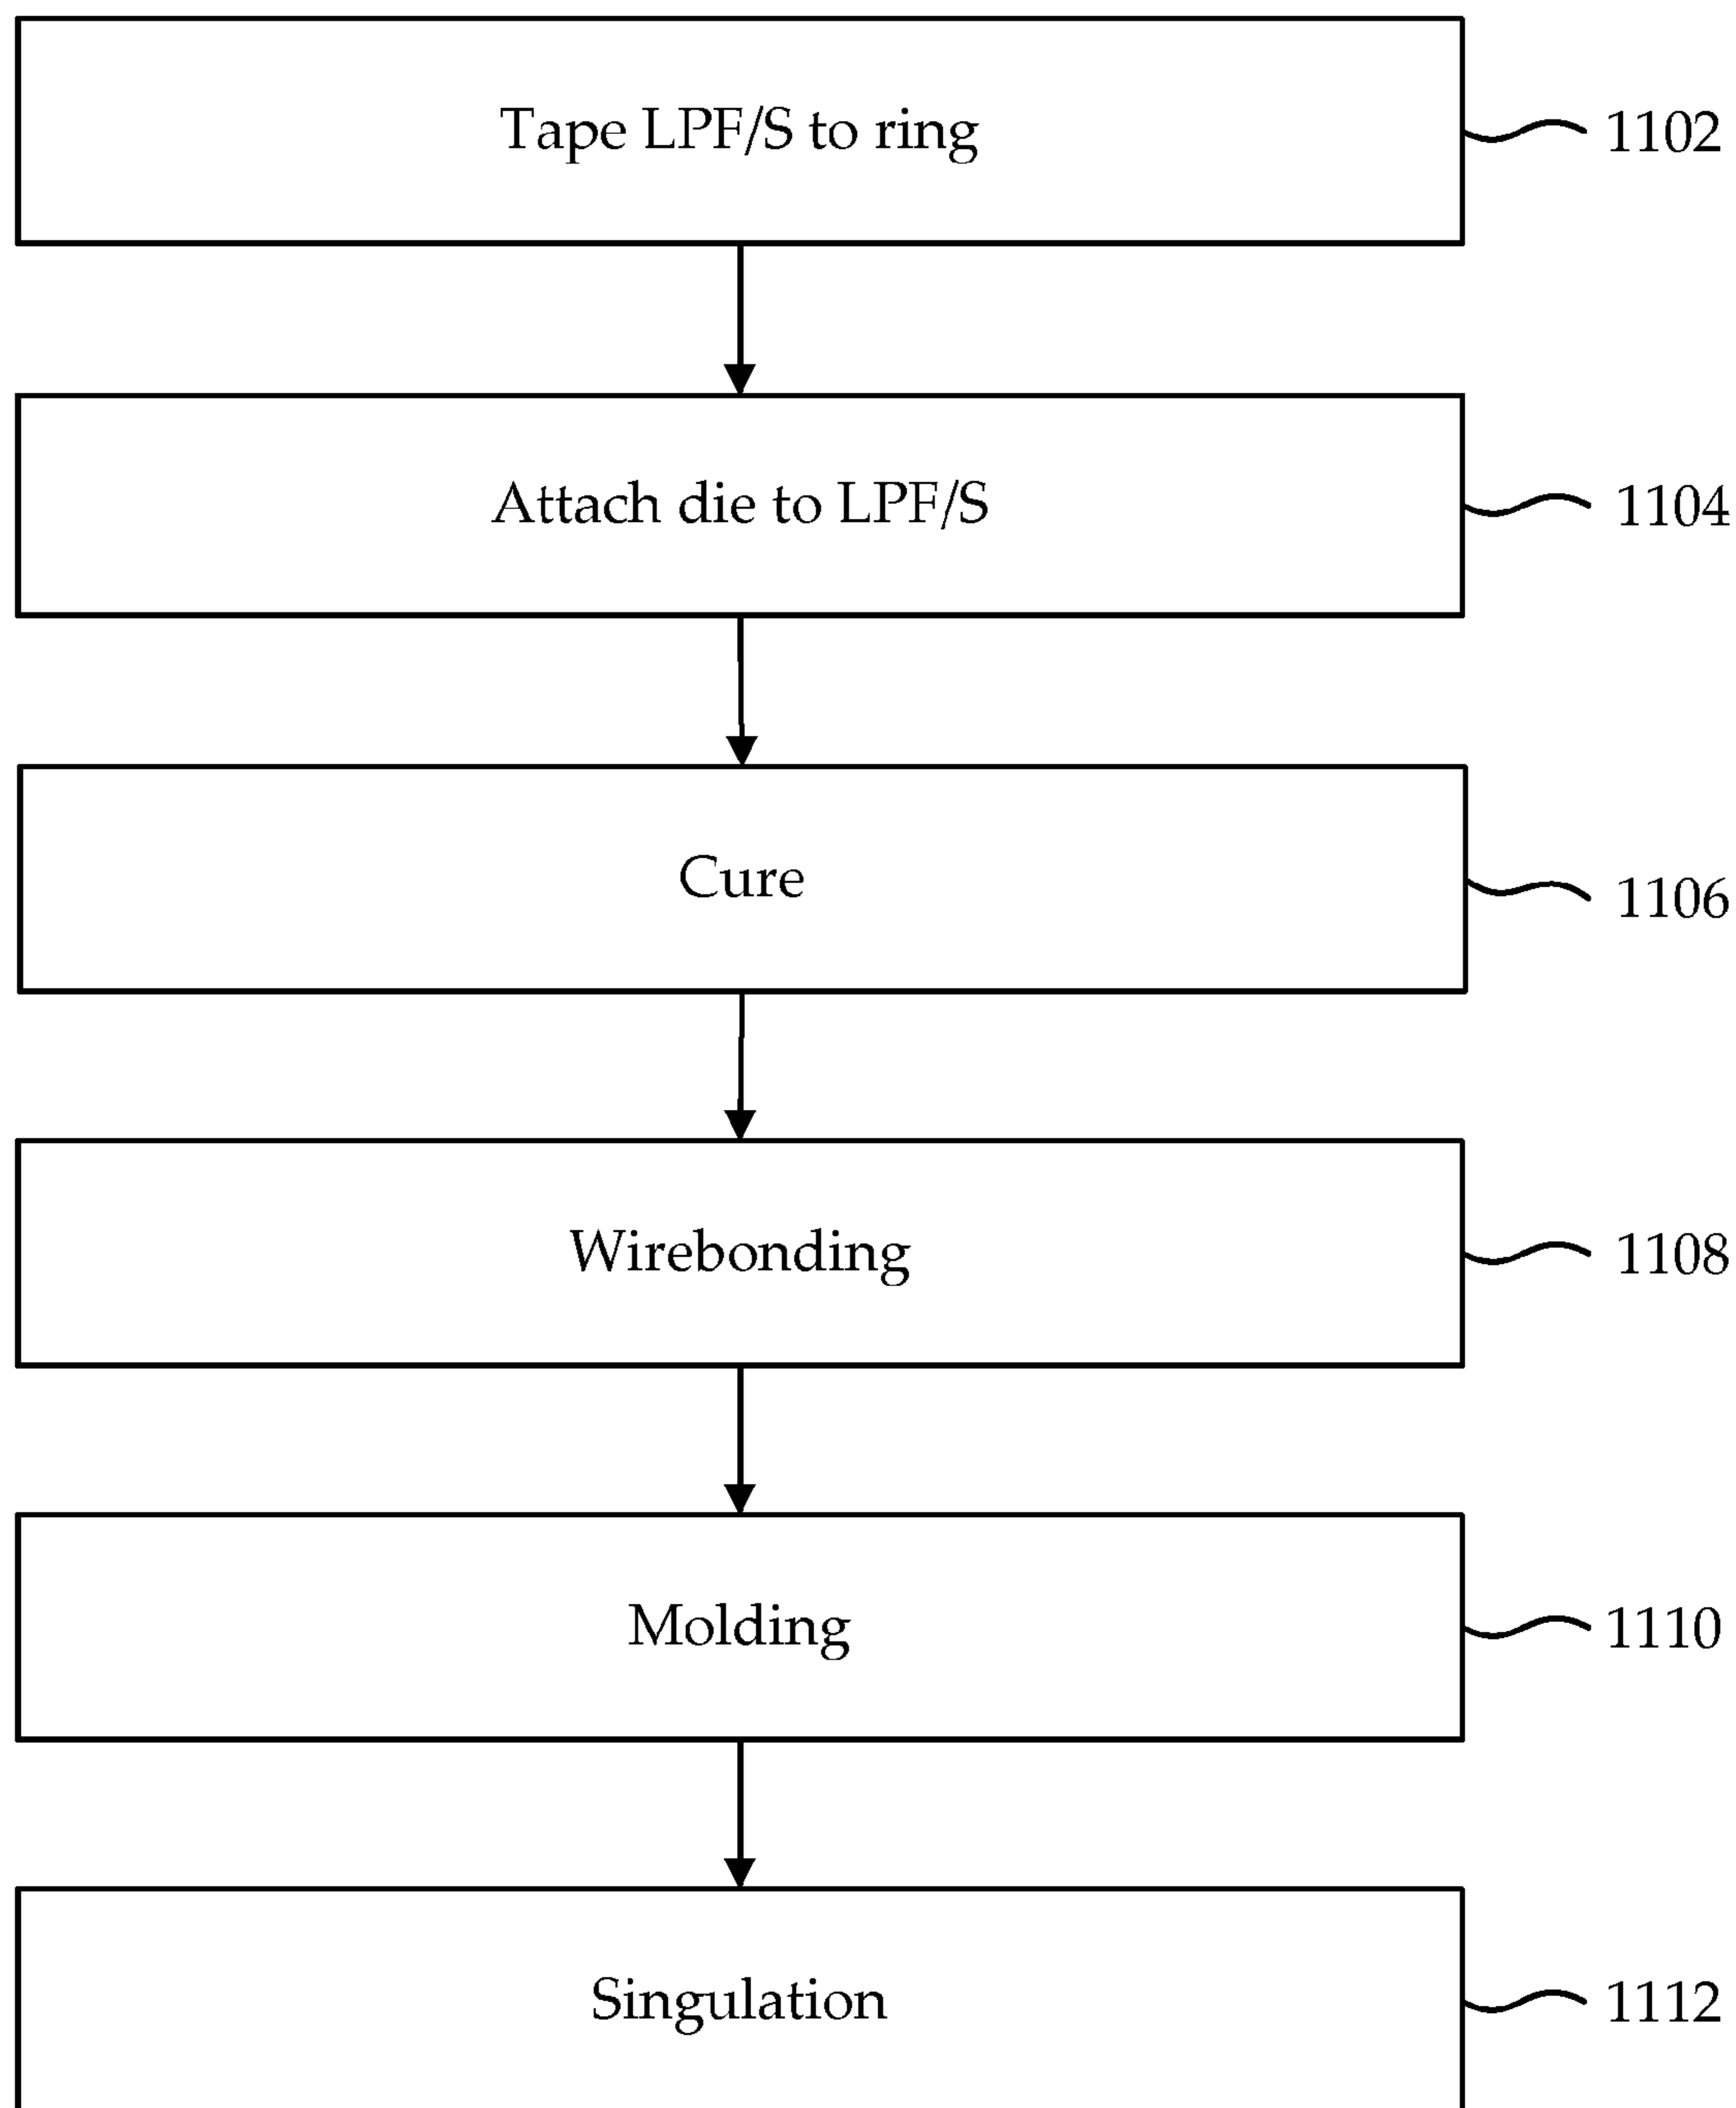 Tape LPF/S to ring
1102
Attach die to LPF/S
1104
Cure
1106
Wirebonding
1108
Molding
1110
Singulation
1112